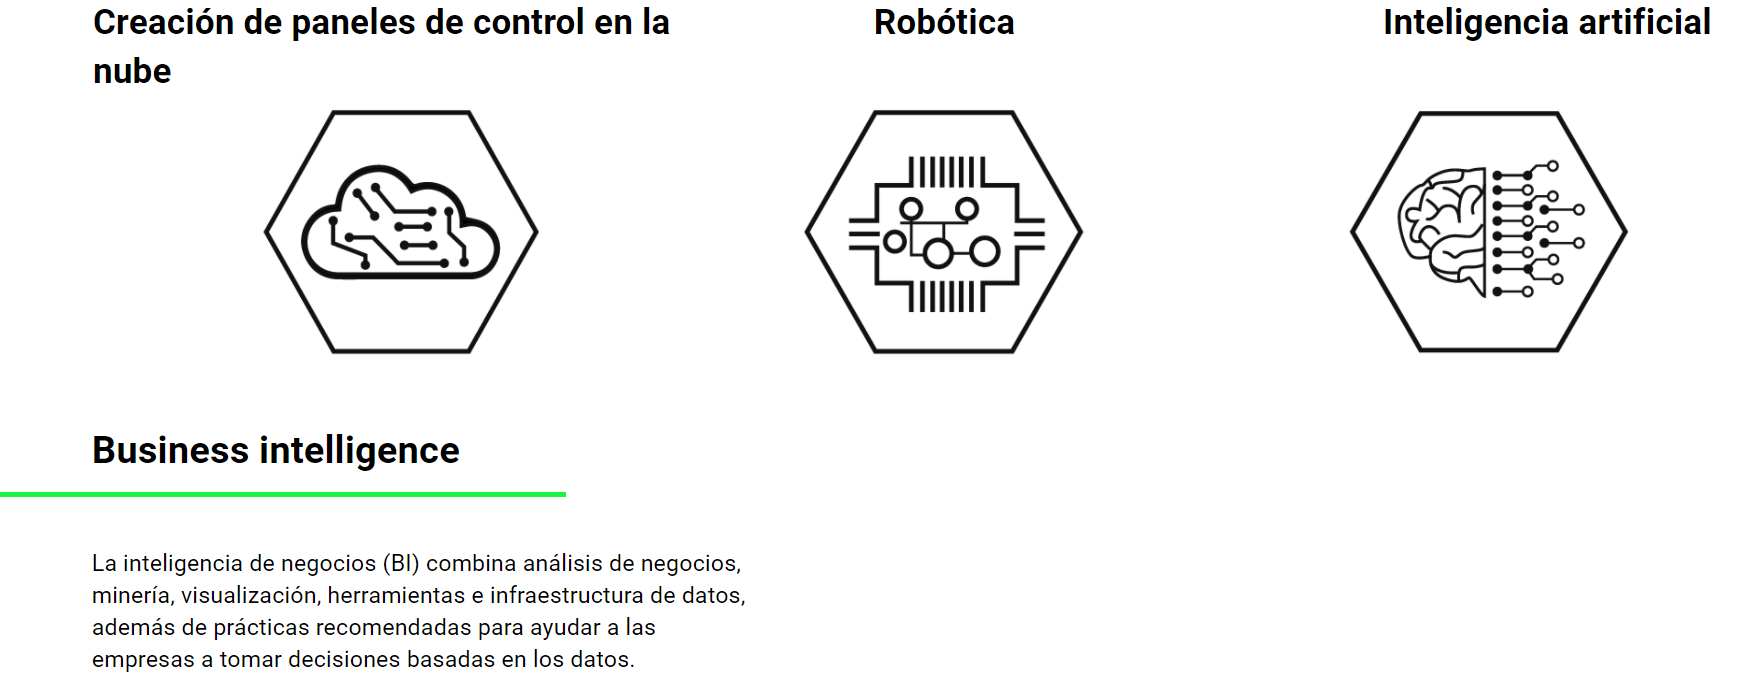 Creación de paneles de control en la
nube
Robótica
Inteligencia artificial
Business intelligence
La inteligencia de negocios (BI) combina análisis de negocios,
minería, visualización, herramientas e infraestructura de datos,
además de prácticas recomendadas para ayudar a las
empresas a tomar decisiones basadas en los datos.